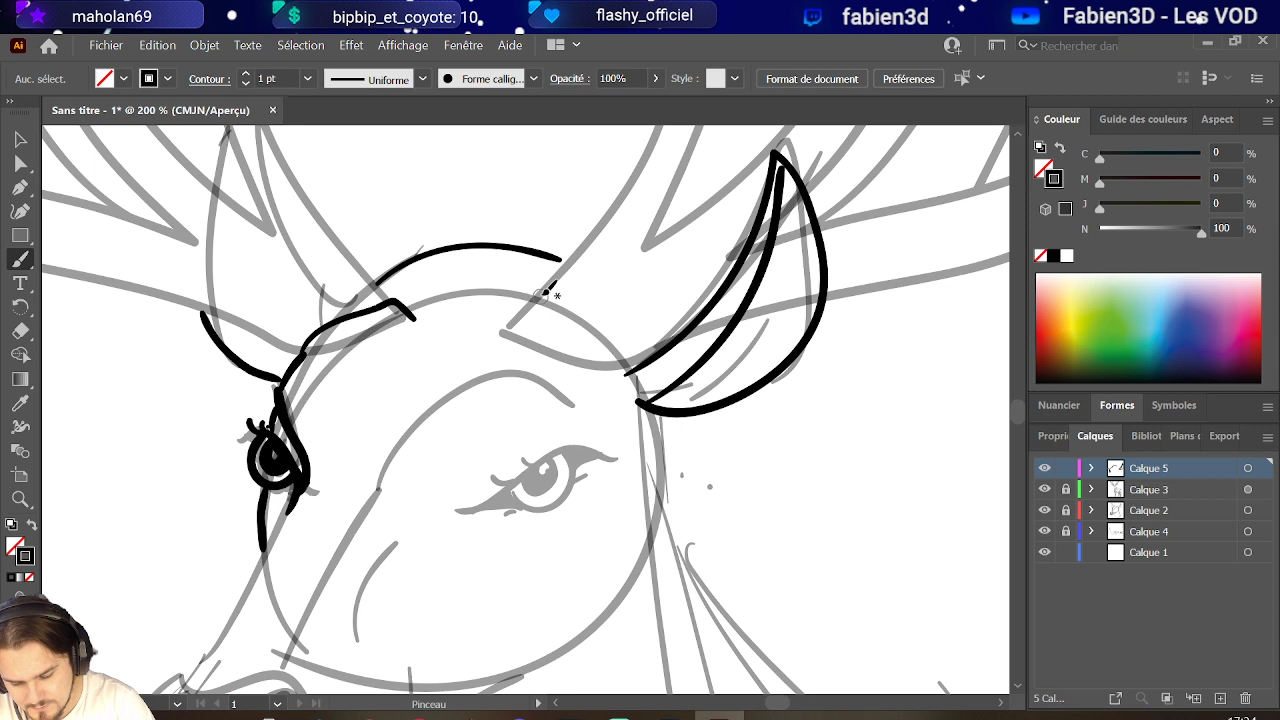 maholan69
bipbip_et_coyote: 10
flashy_officiel
fabien3d
Fabien3D - Les VOD
Ai
Fichier Edition Objet Texte Sélection Effet Affichage Fenêtre Aide
Rechercher dan
Auc. sélect.
Contour :
1 pt
Uniforme
Forme callig...
Opacité :
100%
Style :
Format de document
Préférences
Sans titre - 1* @ 200 % (CMJN/Aperçu)
Couleur
Guide des couleurs
Aspect
C 0 %
M 0 %
J 0 %
N 100 %
Nuancier
Formes
Symboles
Propri
Calques
Bibliot
Plans d
Export
Calque 5
Calque 3
Calque 2
Calque 4
Calque 1
5 Cal...
1
Pinceau